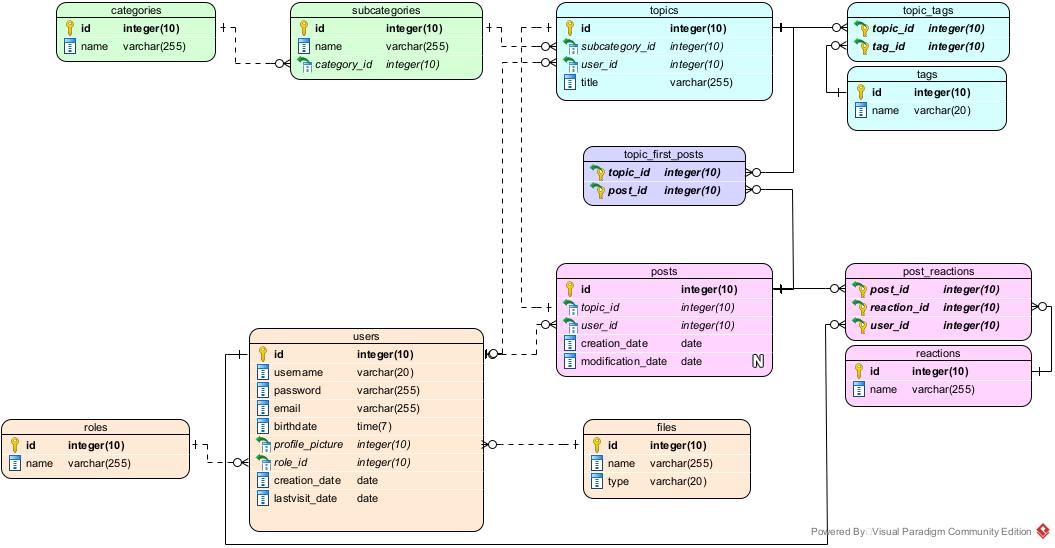 categories
id integer(10)
name varchar(255)
subcategories
id integer(10)
name varchar(255)
category_id integer(10)
topics
id integer(10)
subcategory_id integer(10)
user_id integer(10)
title varchar(255)
topic_tags
topic_id integer(10)
tag_id integer(10)
tags
id integer(10)
name varchar(20)
topic_first_posts
topic_id integer(10)
post_id integer(10)
posts
id integer(10)
topic_id integer(10)
user_id integer(10)
creation_date date
modification_date date N
post_reactions
post_id integer(10)
reaction_id integer(10)
user_id integer(10)
reactions
id integer(10)
name varchar(255)
users
id integer(10)
username varchar(20)
password varchar(255)
email varchar(255)
birthdate time(7)
profile_picture integer(10)
role_id integer(10)
creation_date date
lastvisit_date date
roles
id integer(10)
name varchar(255)
files
id integer(10)
name varchar(255)
type varchar(20)
Powered By Visual Paradigm Community Edition